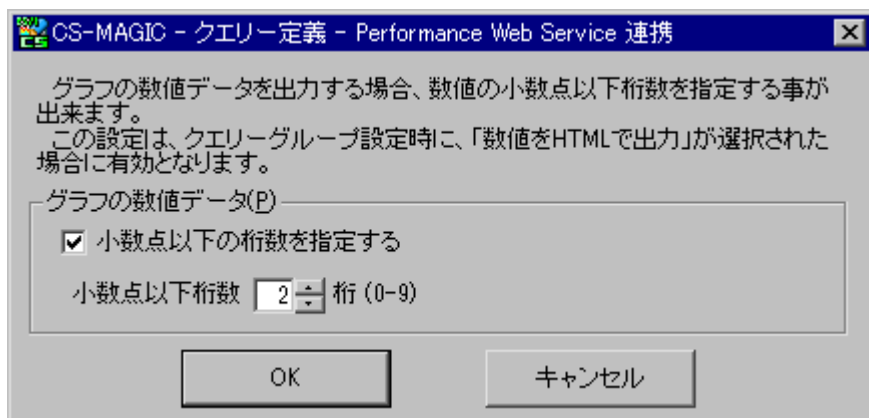 CS-MAGIC - クエリー定義 - Performance Web Service 連携
グラフの数値データを出力する場合、数値の小数点以下桁数を指定する事が
出来ます。
この設定は、クエリーグループ設定時に、「数値をHTMLで出力」が選択された
場合に有効となります。
グラフの数値データ(P)
小数点以下の桁数を指定する
小数点以下桁数 2 桁 (0-9)
OK キャンセル